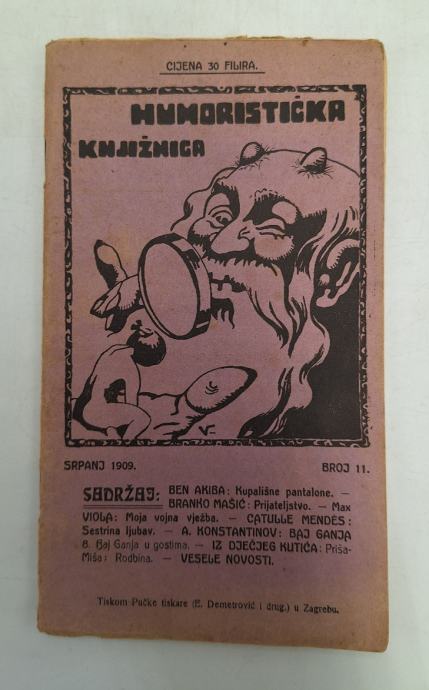 CIJENA 30 FILIRA.
HUMORISTIČKA
KNJIŽNICA
SRPANJ 1909.
BROJ 11.
SADRŽAJ: BEN AKIBA: Kupališne pantalone. —
BRANKO MAŠIĆ: Prijateljstvo. — Max
VIOLA: Moja vojna vježba. — CATULLE MENDÈS:
Sestrina ljubav. — A. KONSTANTINOV: BAJ GANJA
8. Baj Ganja u gostima. — IZ DJEČJEG KUTIĆA: Priša-
Miša: Rodbina. — VESELE NOVOSTI.
Tiskom Pučke tiskare (E. Demetrović i drug.) u Zagrebu.